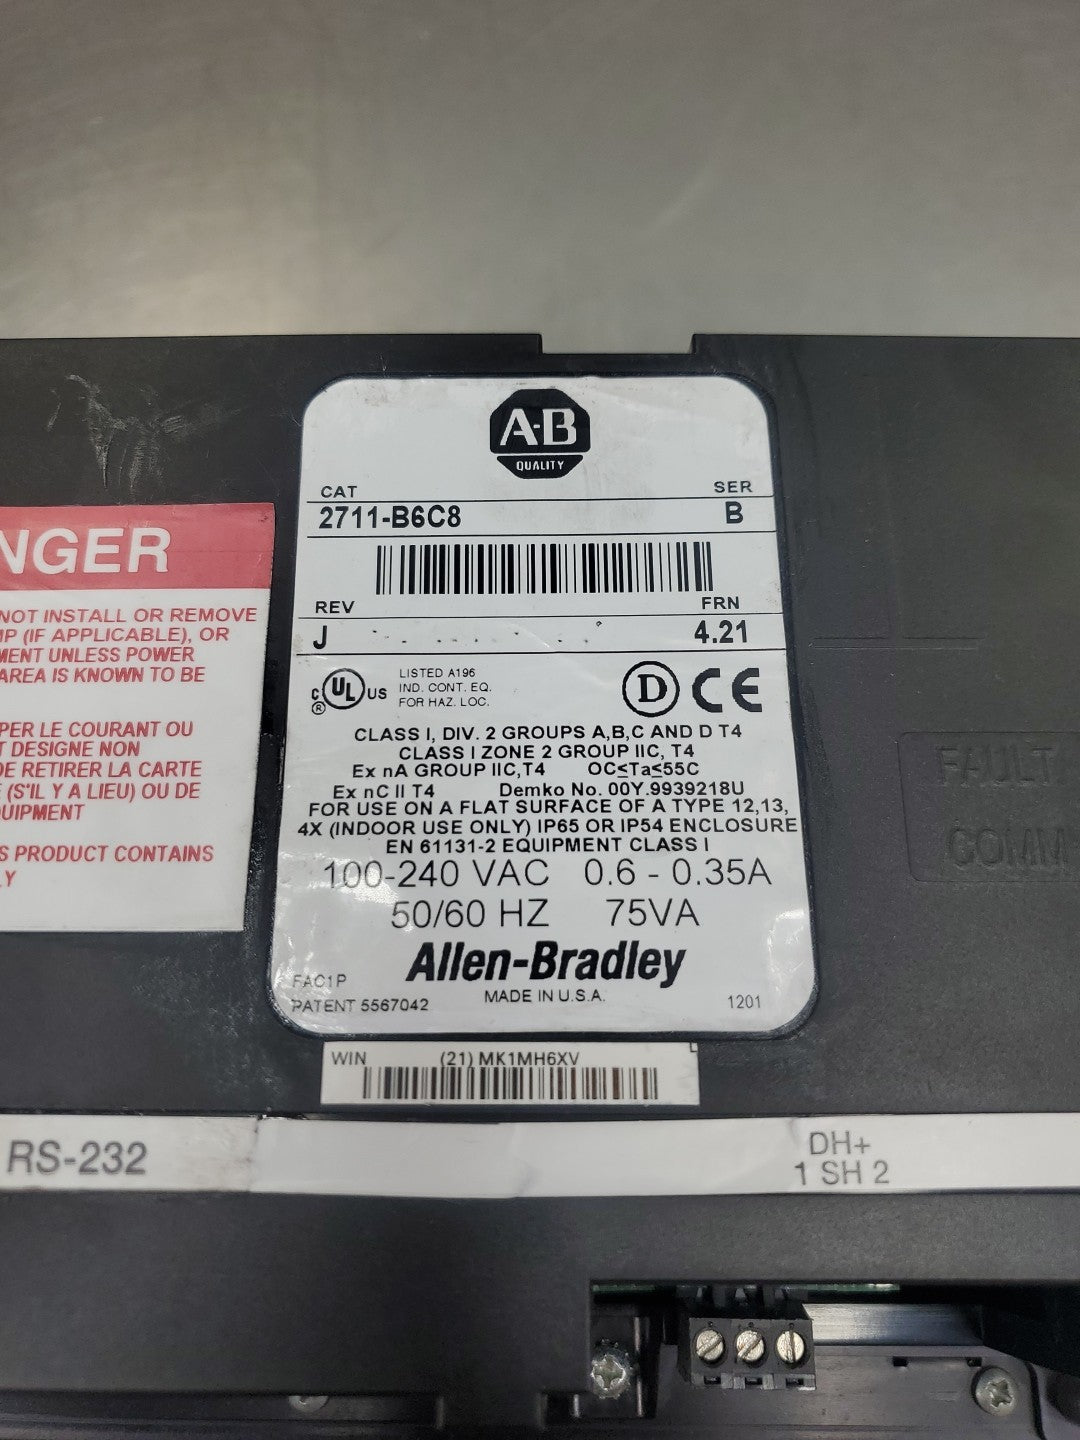 A-B
QUALITY
CAT SER
2711-B6C8 B
REV FRN
J 4.21
C UL US ®
LISTED A196
IND. CONT. EQ.
FOR HAZ. LOC.
D CE
CLASS I, DIV. 2 GROUPS A,B,C AND D T4
CLASS I ZONE 2 GROUP IIC, T4
Ex nA GROUP IIC,T4 OC≤Ta≤55C
Ex nC II T4 Demko No. 00Y.9939218U
FOR USE ON A FLAT SURFACE OF A TYPE 12,13,
4X (INDOOR USE ONLY) IP65 OR IP54 ENCLOSURE
EN 61131-2 EQUIPMENT CLASS I
100-240 VAC 0.6 - 0.35A
50/60 HZ 75VA
Allen-Bradley
FAC1P MADE IN U.S.A.
PATENT 5567042 1201
WIN (21) MK1MH6XV
NGER
NOT INSTALL OR REMOVE
MP (IF APPLICABLE), OR
MENT UNLESS POWER
AREA IS KNOWN TO BE
PER LE COURANT OU
T DESIGNE NON
DE RETIRER LA CARTE
(S'IL Y A LIEU) OU DE
QUIPMENT
S PRODUCT CONTAINS
LY
FAULT
COMM
RS-232
DH+
1 SH 2